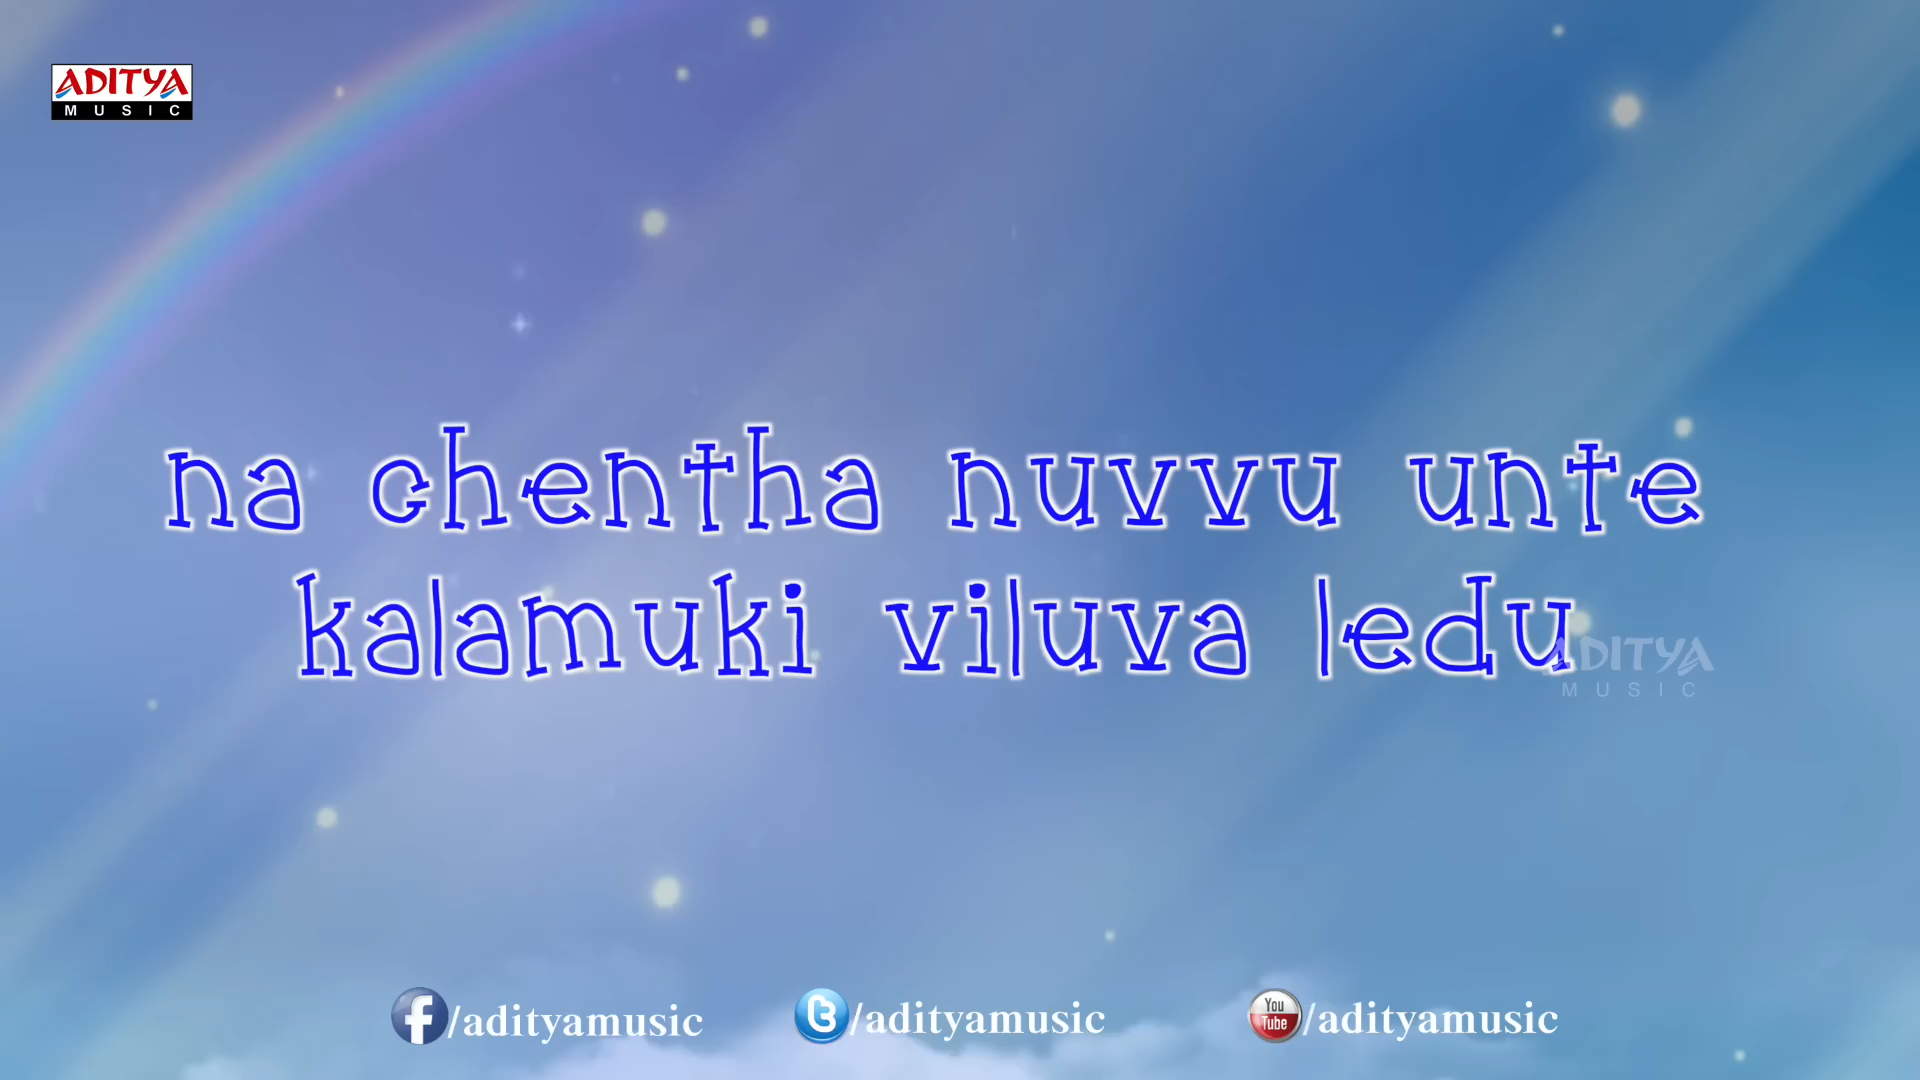 ADITYA
MUSIC
na chentha nuvvu unte
kalamuki viluva ledu
ADITYA
MUSIC
f/adityamusic
t/adityamusic
You
Tube/adityamusic